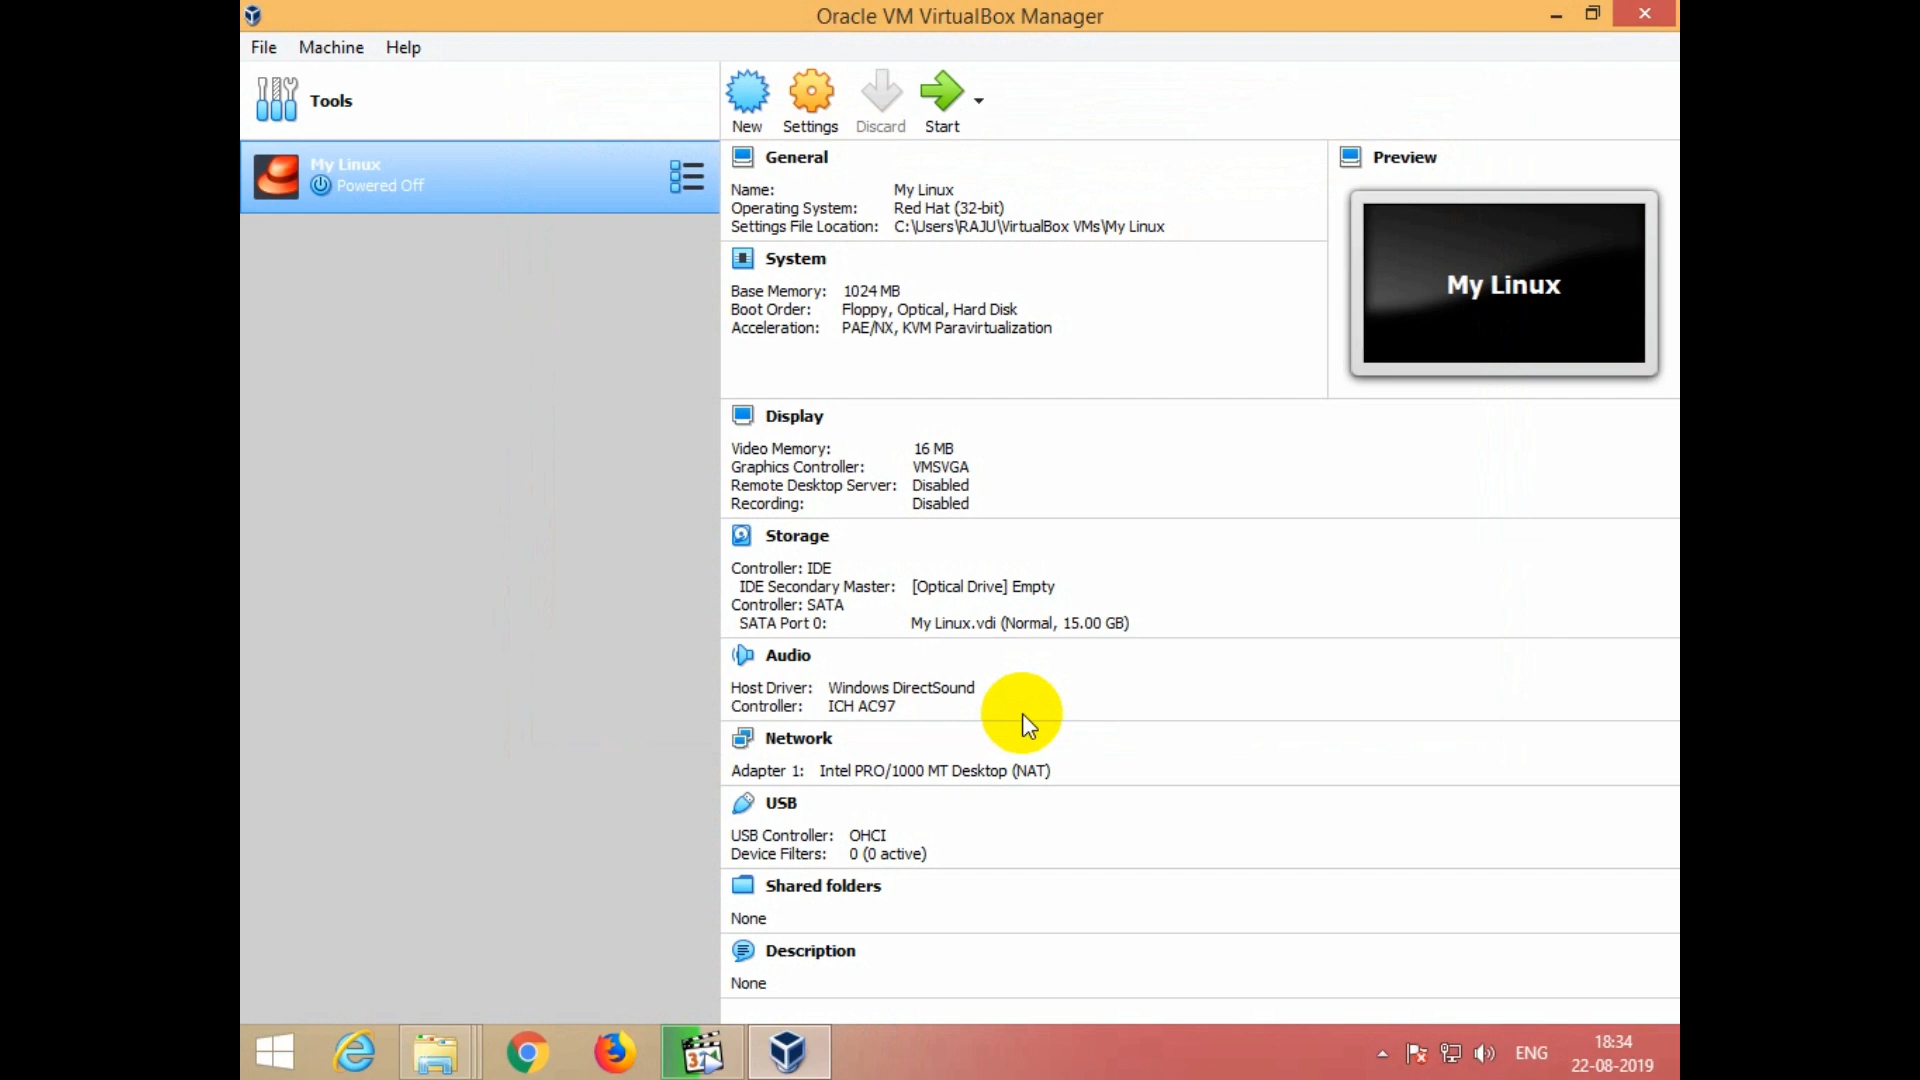 Oracle VM VirtualBox Manager
File Machine Help
Tools
New Settings Discard Start
My Linux
Powered Off
General
Name: My Linux
Operating System: Red Hat (32-bit)
Settings File Location: C:\Users\RAJU\VirtualBox VMs\My Linux
Preview
My Linux
System
Base Memory: 1024 MB
Boot Order: Floppy, Optical, Hard Disk
Acceleration: PAE/NX, KVM Paravirtualization
Display
Video Memory: 16 MB
Graphics Controller: VMSVGA
Remote Desktop Server: Disabled
Recording: Disabled
Storage
Controller: IDE
IDE Secondary Master: [Optical Drive] Empty
Controller: SATA
SATA Port 0: My Linux.vdi (Normal, 15.00 GB)
Audio
Host Driver: Windows DirectSound
Controller: ICH AC97
Network
Adapter 1: Intel PRO/1000 MT Desktop (NAT)
USB
USB Controller: OHCI
Device Filters: 0 (0 active)
Shared folders
None
Description
None
ENG
18:34
22-08-2019